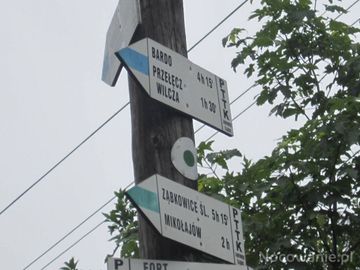 BARDO 4h 15'
PRZEŁĘCZ-
WILCZA 1h 30'
PTTK
ZĄBKOWICE ŚL. 5h 15'
MIKOŁAJÓW 2h
PTTK
P FORT
Nocowanie.pl